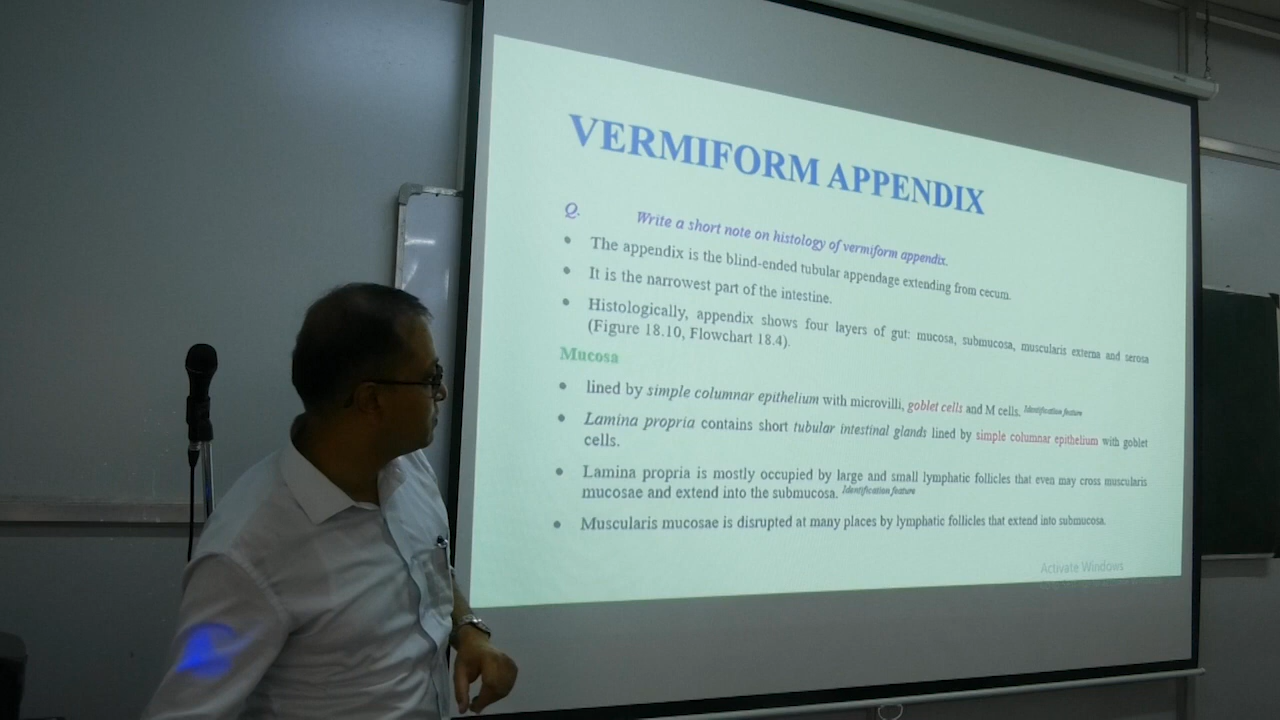 VERMIFORM APPENDIX
Q. Write a short note on histology of vermiform appendix.
• The appendix is the blind-ended tubular appendage extending from cecum.
• It is the narrowest part of the intestine.
• Histologically, appendix shows four layers of gut: mucosa, submucosa, muscularis externa and serosa
(Figure 18.10, Flowchart 18.4).
Mucosa
• lined by simple columnar epithelium with microvilli, goblet cells and M cells. Identification feature
• Lamina propria contains short tubular intestinal glands lined by simple columnar epithelium with goblet
cells.
• Lamina propria is mostly occupied by large and small lymphatic follicles that even may cross muscularis
mucosae and extend into the submucosa. Identification feature
• Muscularis mucosae is disrupted at many places by lymphatic follicles that extend into submucosa.
Activate Windows